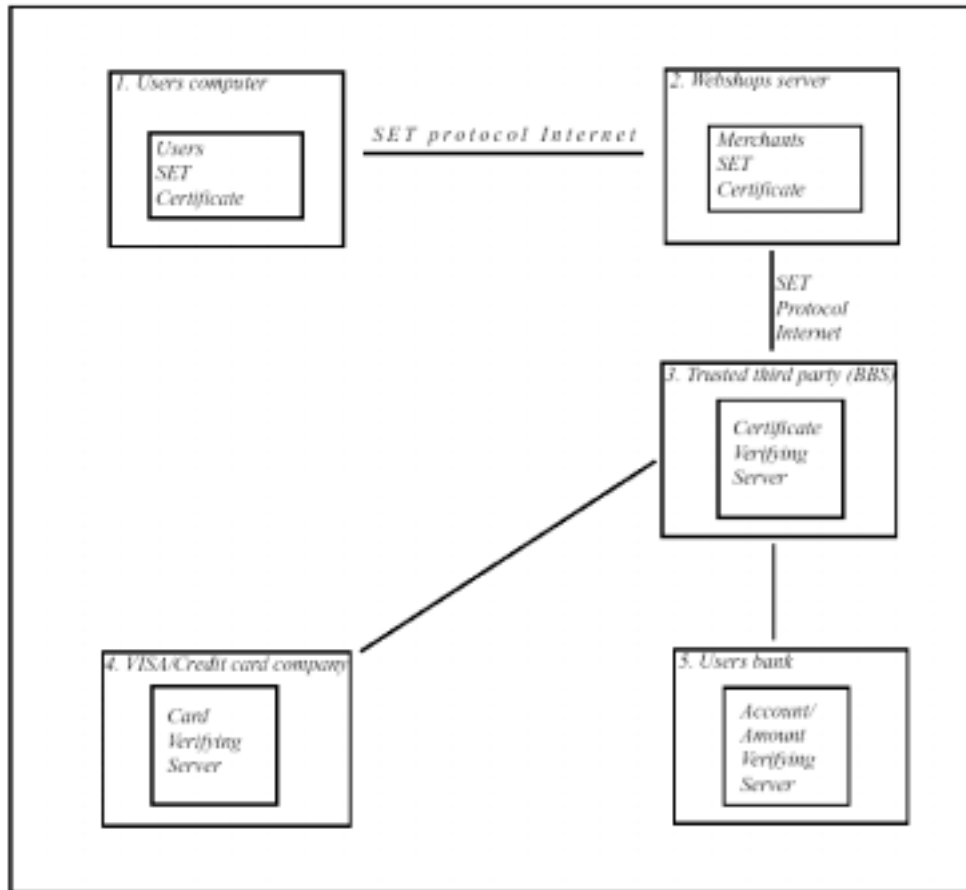 1. Users computer
Users
SET
Certificate
SET protocol Internet
2. Webshops server
Merchants
SET
Certificate
SET
Protocol
Internet
3. Trusted third party (BBS)
Certificate
Verifying
Server
4. VISA/Credit card company
Card
Verifying
Server
5. Users bank
Account/
Amount
Verifying
Server